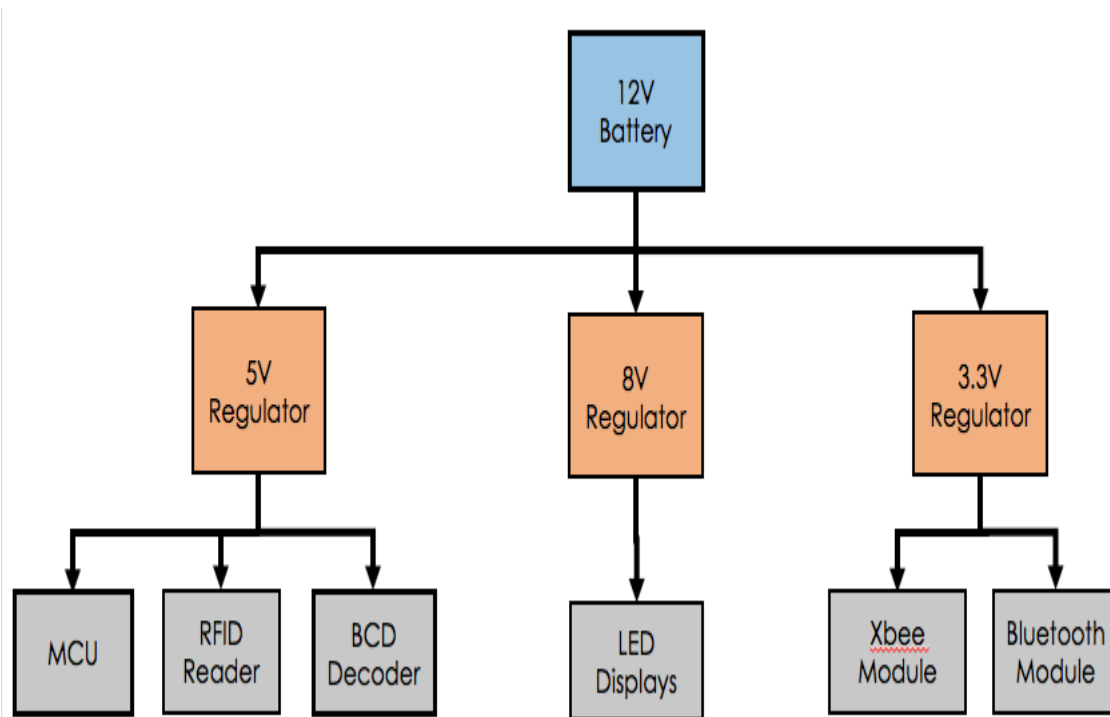 12V
Battery
5V
Regulator
8V
Regulator
3.3V
Regulator
MCU
RFID
Reader
BCD
Decoder
LED
Displays
Xbee
Module
Bluetooth
Module